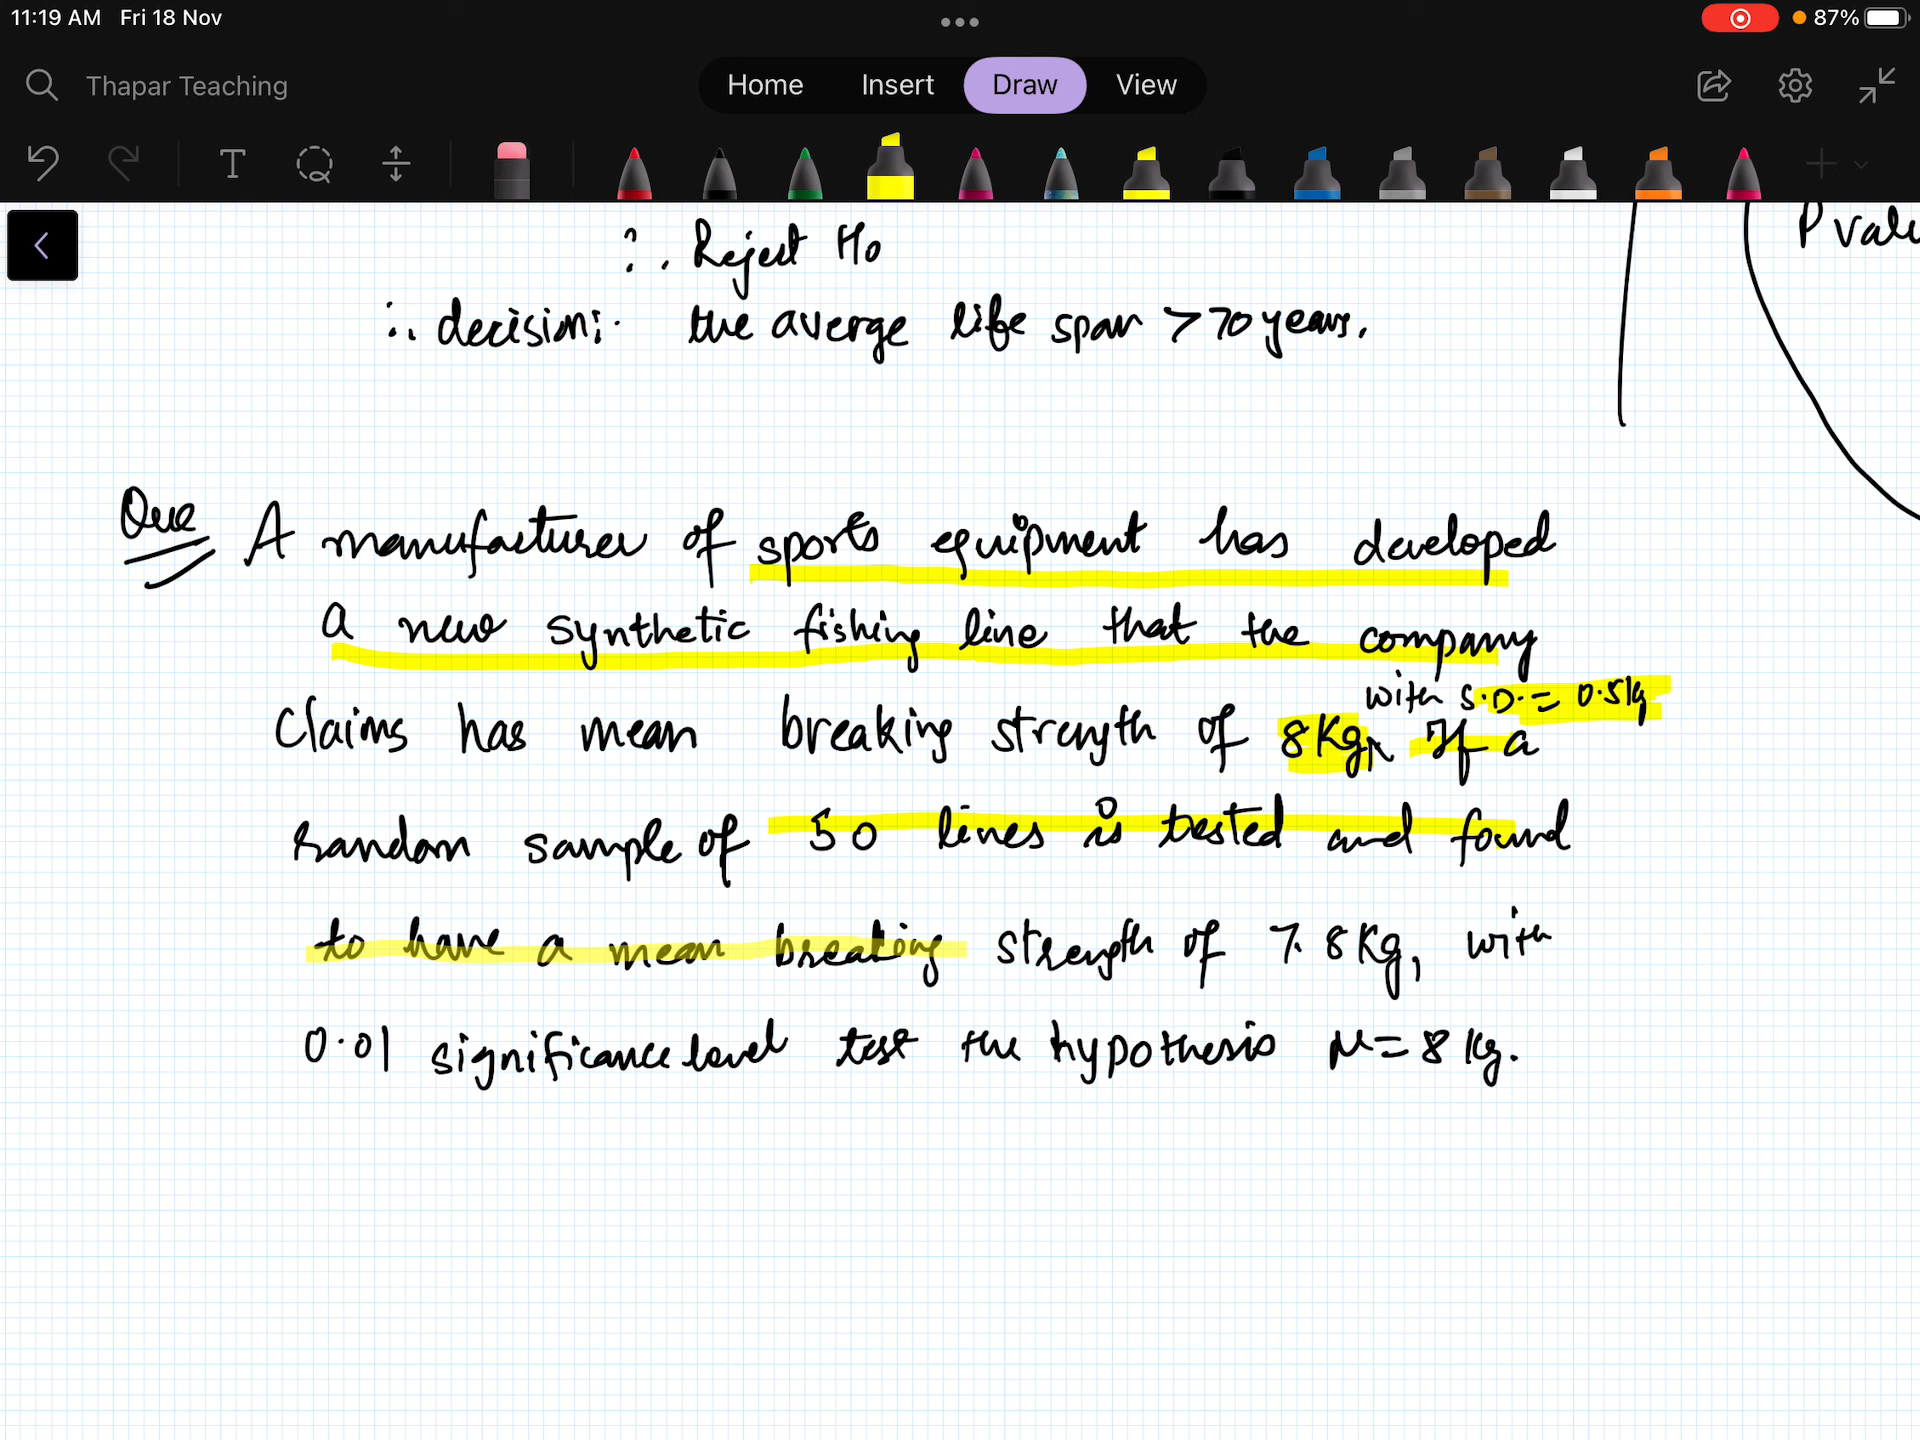 11:19 AM Fri 18 Nov
87%
Thapar Teaching
Home Insert Draw View
T
∴ Reject Ho
P valu
∴ decision:- the averge life span > 70 years.
Que A manufacturer of sports equipment has developed
a new synthetic fishing line that the company
with S.D. = 0.5kg
Claims has mean breaking strength of 8Kg, If a
random sample of 50 lines is tested and found
to have a mean breaking strength of 7.8Kg, with
0.01 significance level test the hypothesis μ = 8 kg.